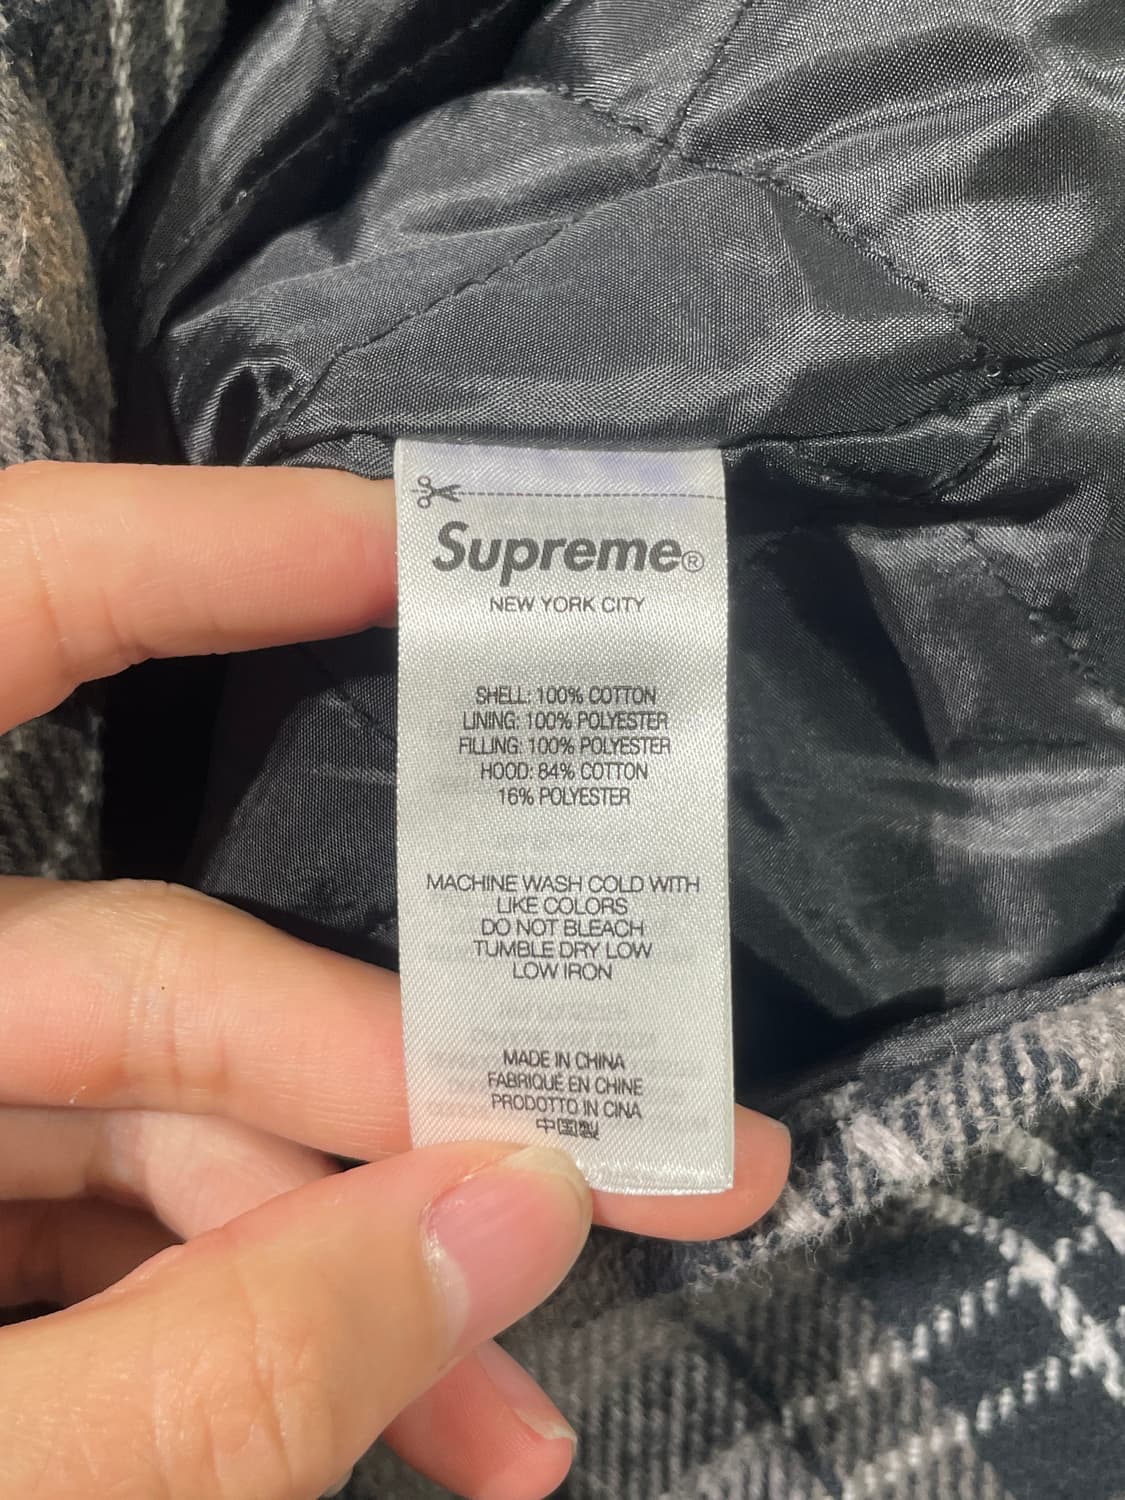 Supreme®
NEW YORK CITY
SHELL: 100% COTTON
LINING: 100% POLYESTER
FILLING: 100% POLYESTER
HOOD: 84% COTTON
16% POLYESTER
MACHINE WASH COLD WITH
LIKE COLORS
DO NOT BLEACH
TUMBLE DRY LOW
LOW IRON
MADE IN CHINA
FABRIQUÉ EN CHINE
PRODOTTO IN CINA
中国製